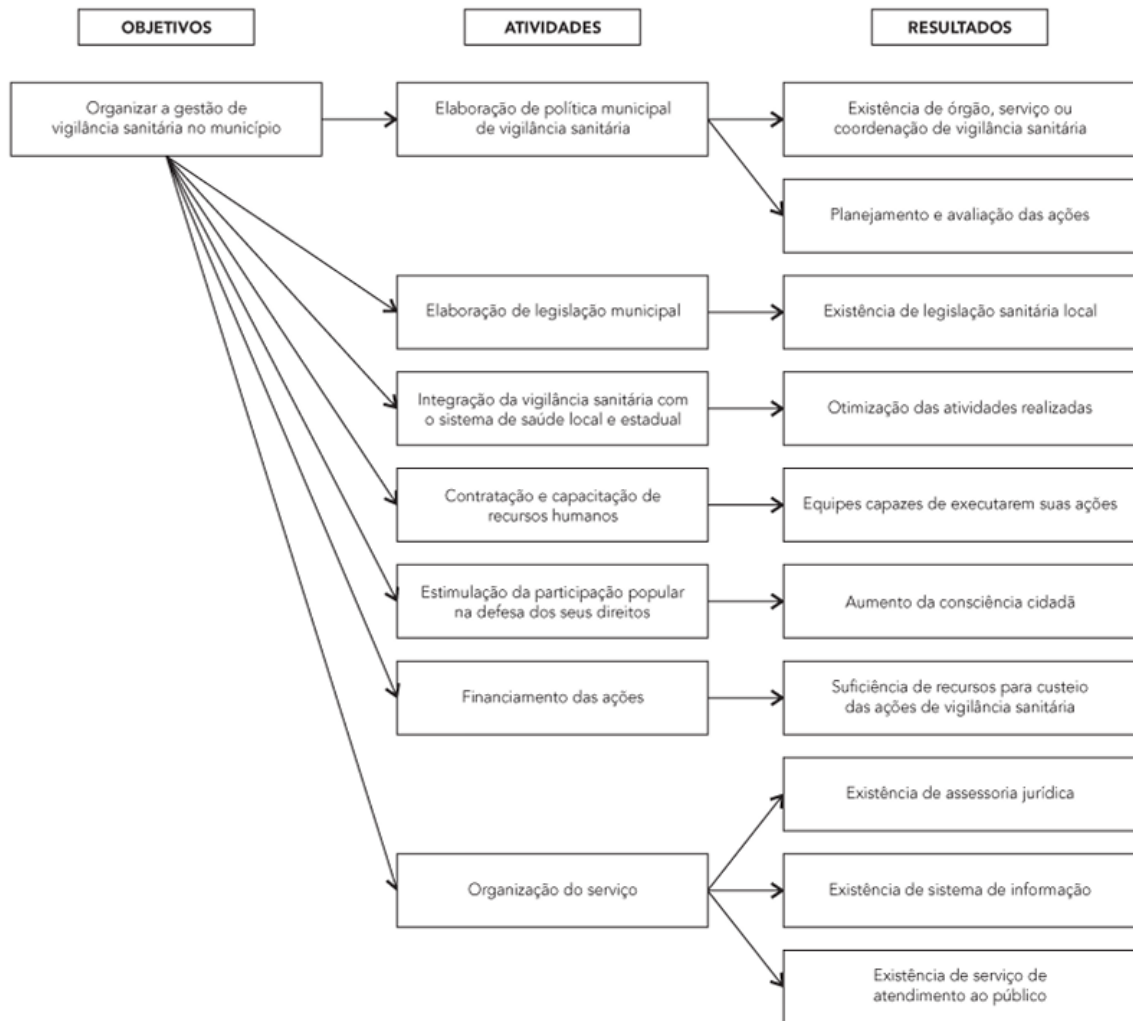 OBJETIVOS
ATIVIDADES
RESULTADOS
Organizar a gestão de
vigilância sanitária no município
Elaboração de política municipal
de vigilância sanitária
Existência de órgão, serviço ou
coordenação de vigilância sanitária
Planejamento e avaliação das ações
Elaboração de legislação municipal
Existência de legislação sanitária local
Integração da vigilância sanitária com
o sistema de saúde local e estadual
Otimização das atividades realizadas
Contratação e capacitação de
recursos humanos
Equipes capazes de executarem suas ações
Estimulação da participação popular
na defesa dos seus direitos
Aumento da consciência cidadã
Financiamento das ações
Suficiência de recursos para custeio
das ações de vigilância sanitária
Organização do serviço
Existência de assessoria jurídica
Existência de sistema de informação
Existência de serviço de
atendimento ao público